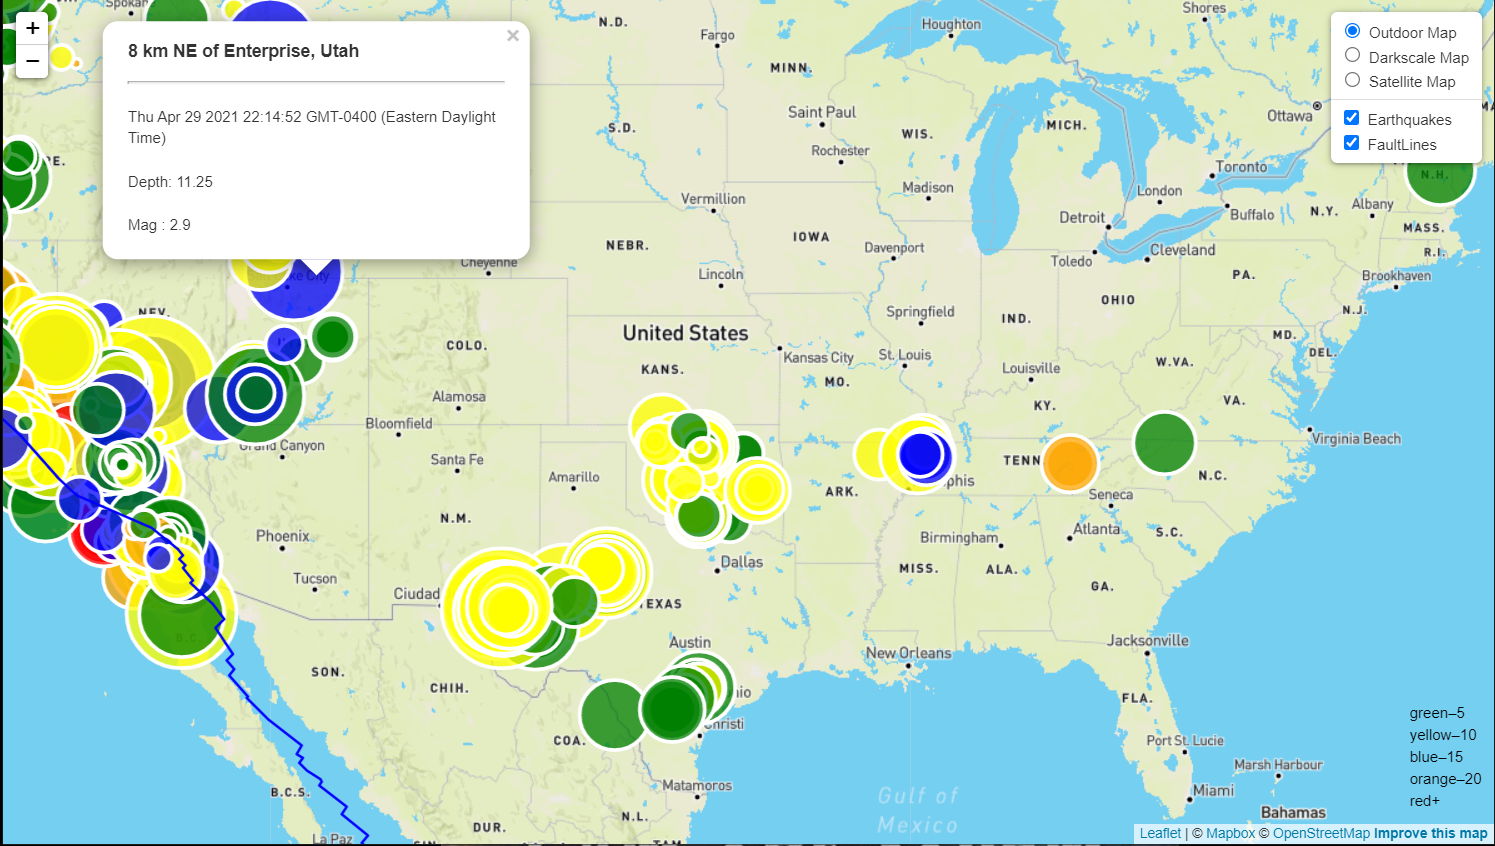 Spokan
+
−
8 km NE of Enterprise, Utah
×
Thu Apr 29 2021 22:14:52 GMT-0400 (Eastern Daylight
Time)
Depth: 11.25
Mag : 2.9
Outdoor Map
Darkscale Map
Satellite Map
Earthquakes
FaultLines
N.D.
Fargo
Houghton
Shores
MINN.
Saint Paul
Ottawa
S.D.
WIS.
MICH.
RE.
Rochester
Toronto
N.H.
Vermillion
Madison
London
Detroit
Buffalo
N.Y.
Albany
MASS.
NEBR.
IOWA
Davenport
Toledo
Cleveland
R.I.
Cheyenne
Lincoln
PA.
Brookhaven
ke City
OHIO
NEV.
Springfield
IND.
N.J.
United States
MD.
COLO.
Kansas City
St. Louis
DEL.
KANS.
MO.
Louisville
W.VA.
Alamosa
KY.
VA.
Bloomfield
Grand Canyon
Virginia Beach
Santa Fe
TENN
Amarillo
ARK.
phis
N.C.
Seneca
N.M.
Phoenix
Birmingham
Atlanta
S.C.
Dallas
MISS.
ALA.
Tucson
GA.
Ciudad
TEXAS
B.C.
Austin
Jacksonville
New Orleans
SON.
CHIH.
nio
FLA.
Christi
COA.
Port St. Lucie
Marsh Harbour
B.C.S.
Matamoros
Miami
Gulf of
Mexico
N.L.
Bahamas
DUR.
La Paz
green–5
yellow–10
blue–15
orange–20
red+
Leaflet | © Mapbox © OpenStreetMap Improve this map